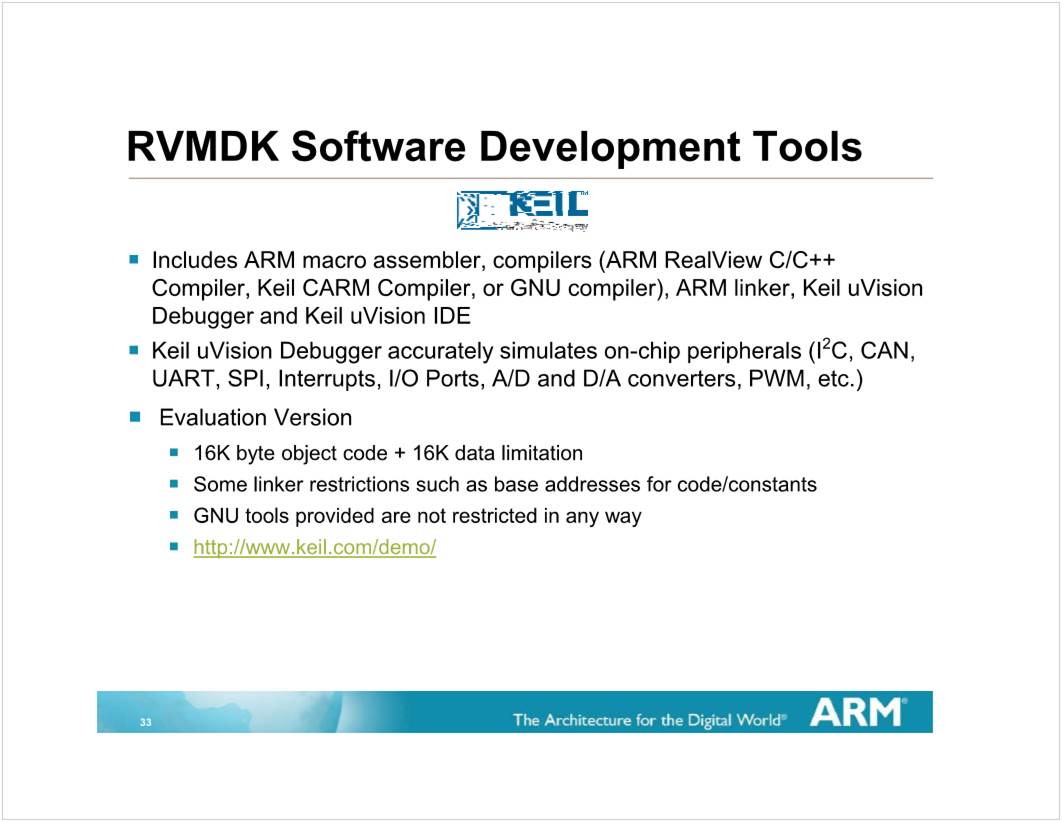 RVMDK Software Development Tools
KEIL™
Includes ARM macro assembler, compilers (ARM RealView C/C++
Compiler, Keil CARM Compiler, or GNU compiler), ARM linker, Keil uVision
Debugger and Keil uVision IDE
Keil uVision Debugger accurately simulates on-chip peripherals (I²C, CAN,
UART, SPI, Interrupts, I/O Ports, A/D and D/A converters, PWM, etc.)
Evaluation Version
16K byte object code + 16K data limitation
Some linker restrictions such as base addresses for code/constants
GNU tools provided are not restricted in any way
http://www.keil.com/demo/
33
The Architecture for the Digital World®
ARM®